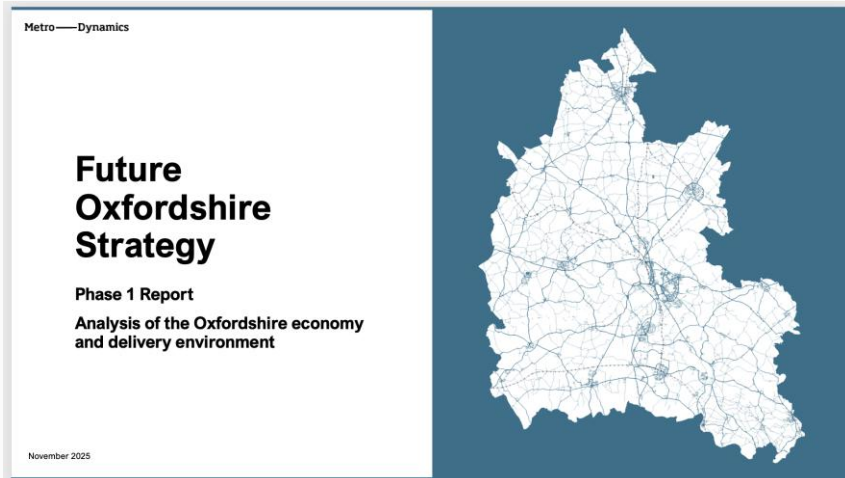 Metro—Dynamics
Future
Oxfordshire
Strategy
Phase 1 Report
Analysis of the Oxfordshire economy
and delivery environment
November 2025